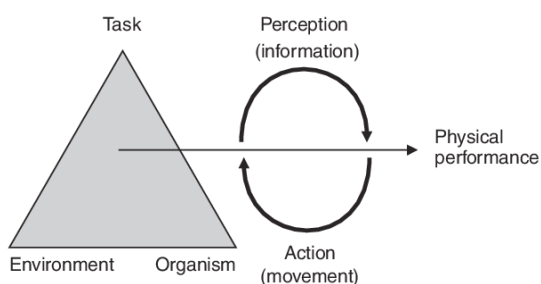 Task
Perception
(information)
Physical
performance
Environment
Organism
Action
(movement)